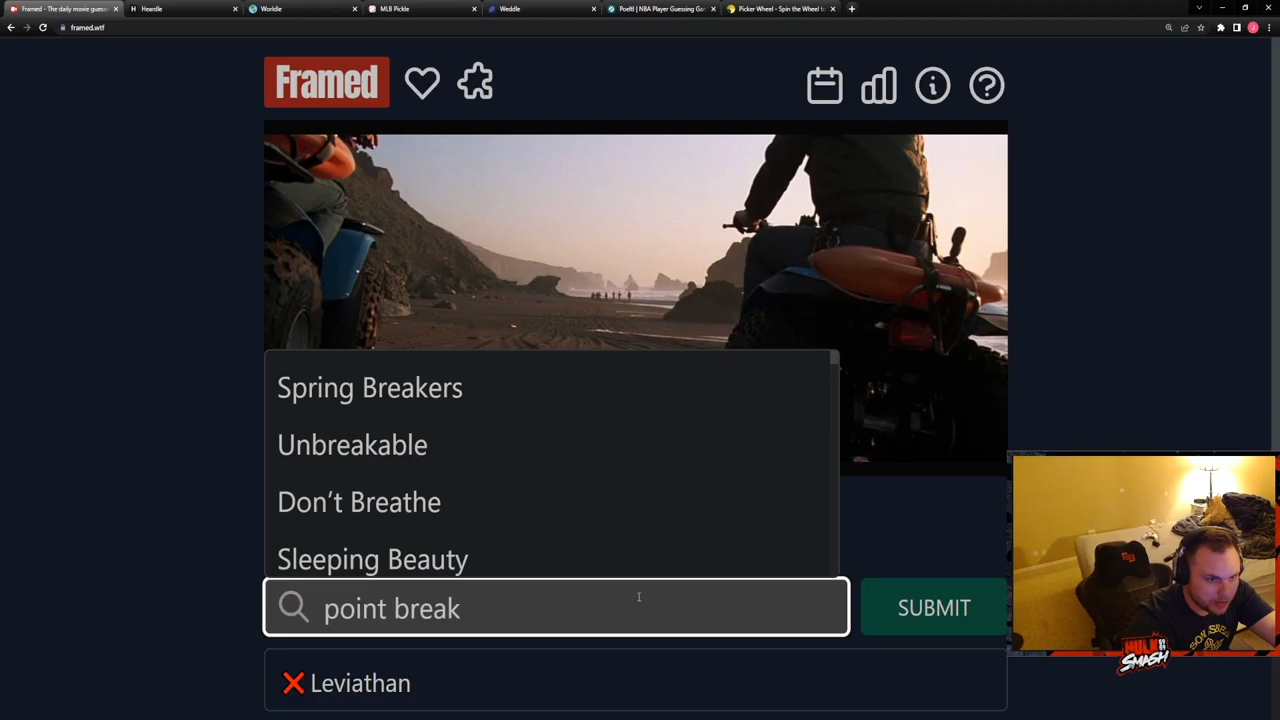 Framed - The daily movie guess
Heardle
Worldle
MLB Pickle
Weddle
Poeltl | NBA Player Guessing Ga
Picker Wheel - Spin the Wheel to
framed.wtf
J
Framed
Spring Breakers
Unbreakable
Don't Breathe
Sleeping Beauty
point break
SUBMIT
Leviathan
HULK
SMASH